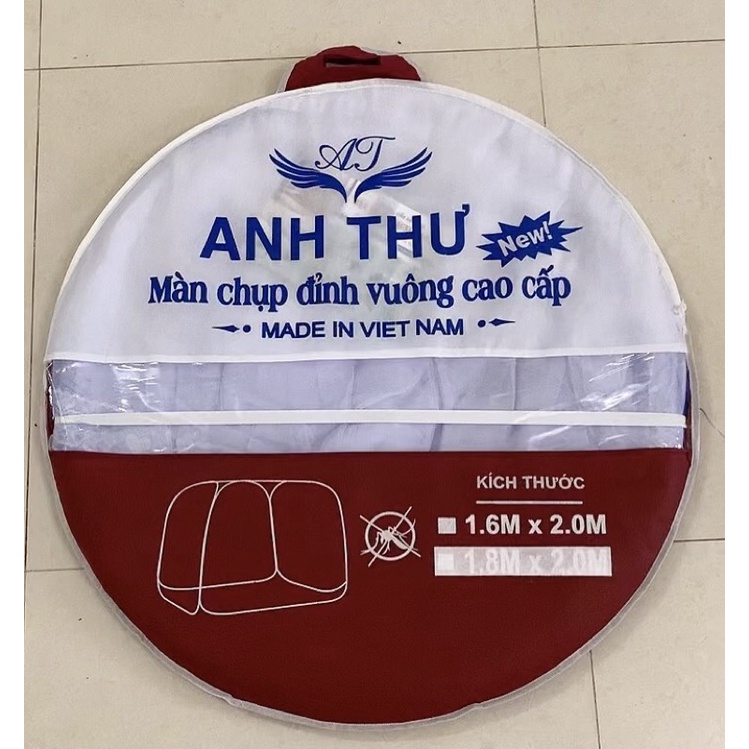 AT
ANH THƯ
New!
Màn chụp đỉnh vuông cao cấp
MADE IN VIET NAM
KÍCH THƯỚC
1.6M x 2.0M
1.8M x 2.0M